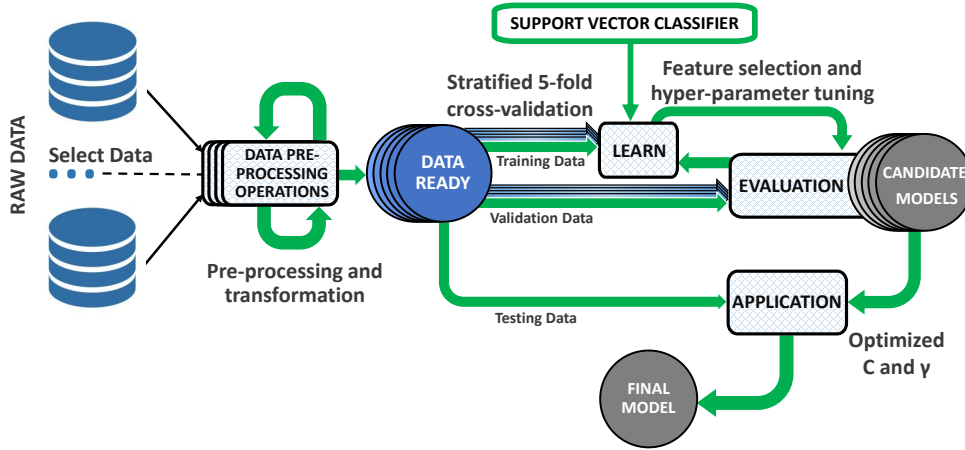 SUPPORT VECTOR CLASSIFIER
Stratified 5-fold
cross-validation
Feature selection and
hyper-parameter tuning
RAW DATA
Select Data
DATA PRE-
PROCESSING
OPERATIONS
DATA
READY
Training Data
LEARN
EVALUATION
CANDIDATE
MODELS
Validation Data
Pre-processing and
transformation
Testing Data
APPLICATION
Optimized
C and γ
FINAL
MODEL